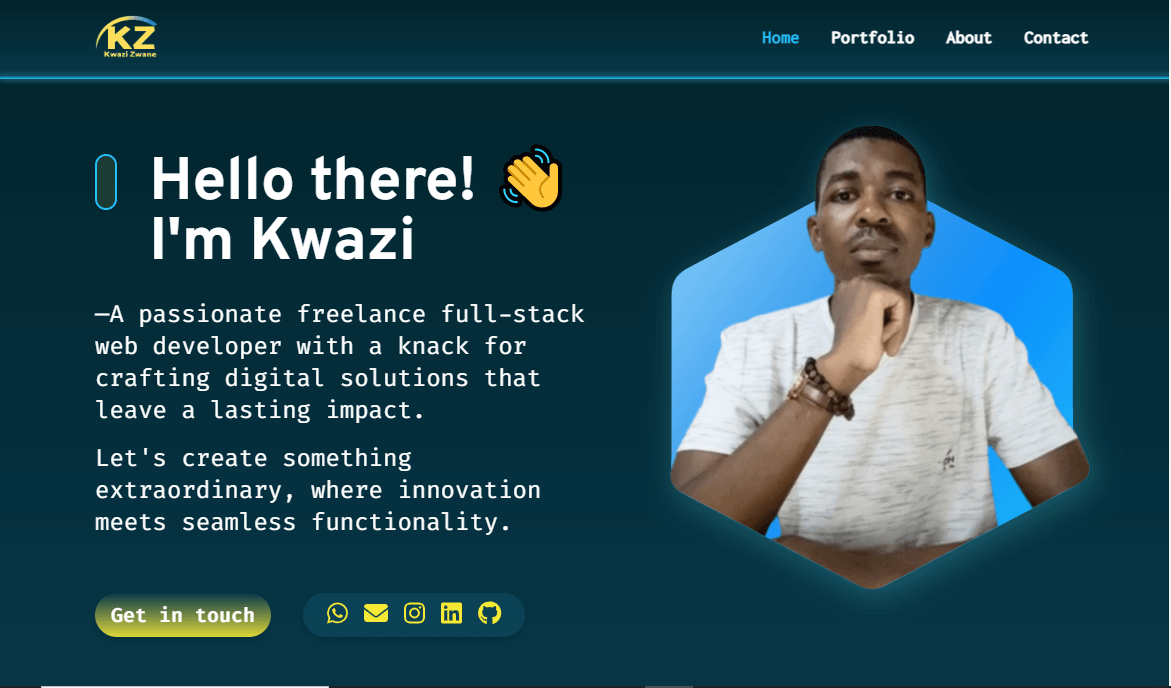 KZ
Kwazi Zwane
Home Portfolio About Contact
Hello there! 👋
I'm Kwazi
—A passionate freelance full-stack
web developer with a knack for
crafting digital solutions that
leave a lasting impact.
Let's create something
extraordinary, where innovation
meets seamless functionality.
Get in touch